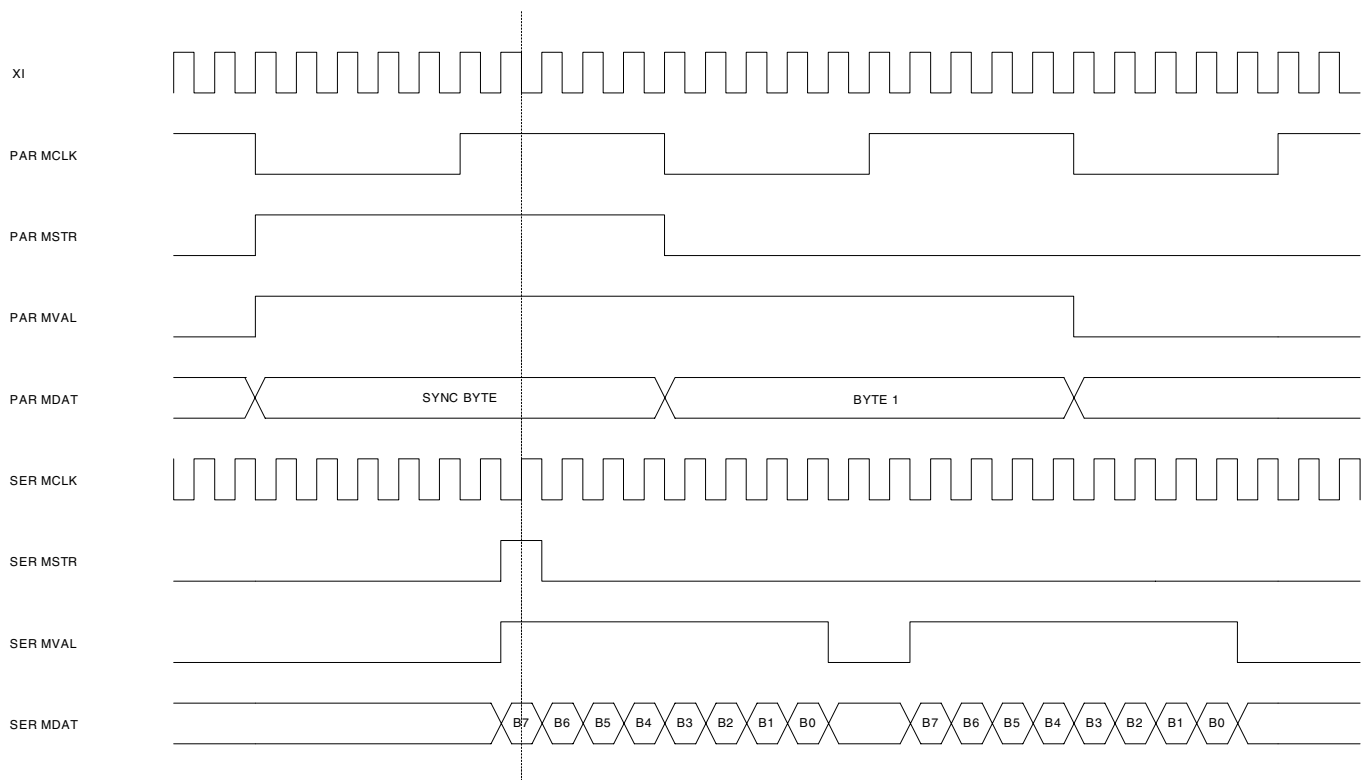 XI
PAR MCLK
PAR MSTR
PAR MVAL
PAR MDAT SYNC BYTE BYTE 1
SER MCLK
SER MSTR
SER MVAL
SER MDAT B7 B6 B5 B4 B3 B2 B1 B0 B7 B6 B5 B4 B3 B2 B1 B0